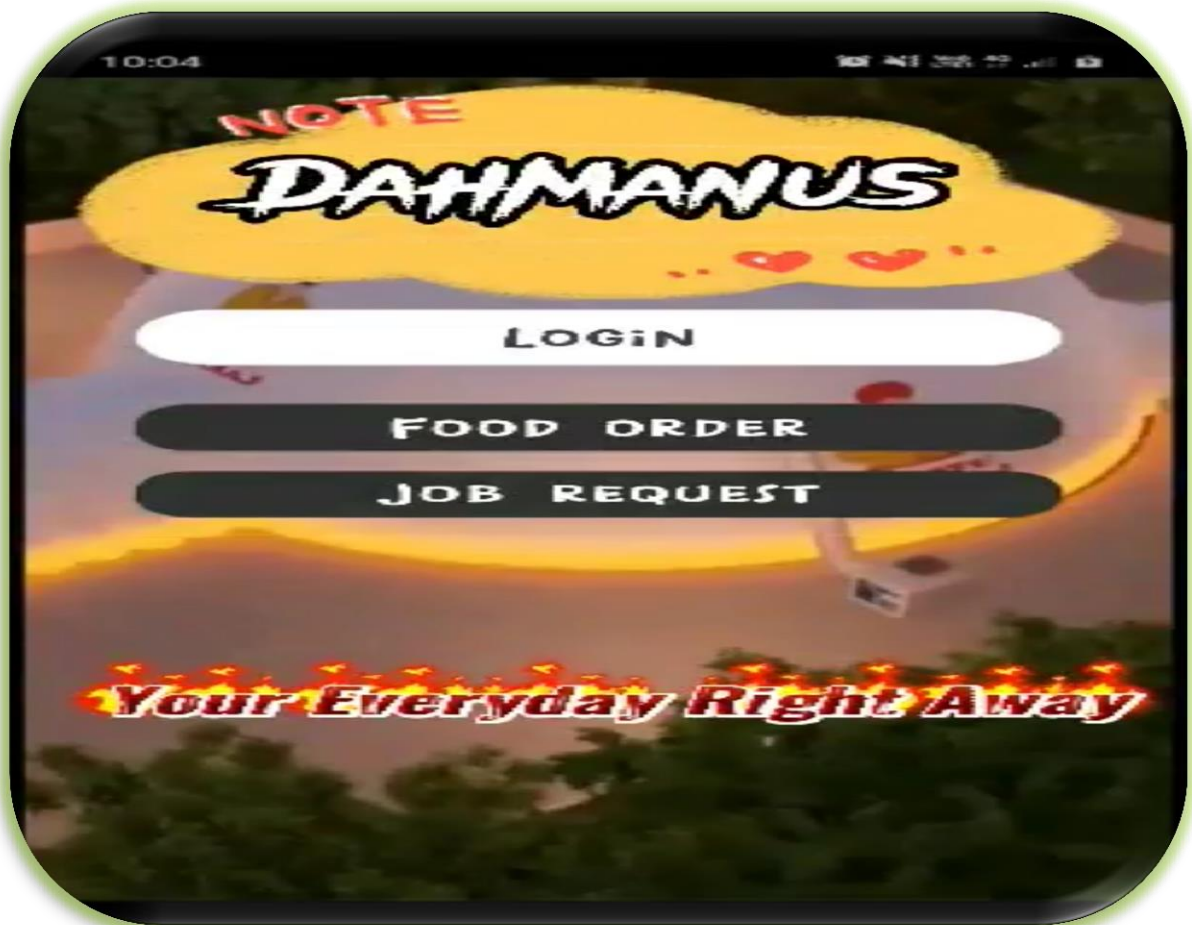 10:04
NOTE
DAHMANUS
LOGiN
FOOD ORDER
JOB REQUEST
Your Everyday Right Away